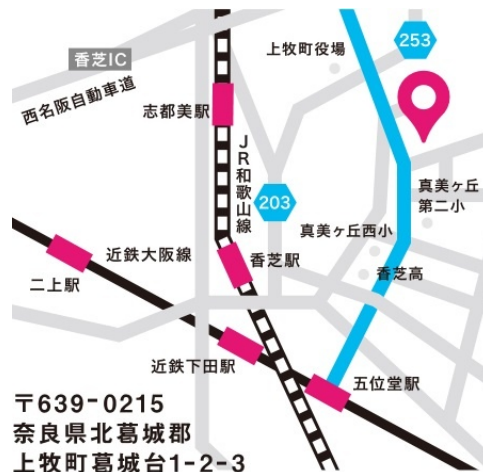 上牧町役場
253
香芝IC
西名阪自動車道
志都美駅
JR和歌山線
真美ヶ丘
第二小
203
真美ヶ丘西小
近鉄大阪線
香芝駅
香芝高
二上駅
近鉄下田駅
五位堂駅
〒639-0215
奈良県北葛城郡
上牧町葛城台1-2-3